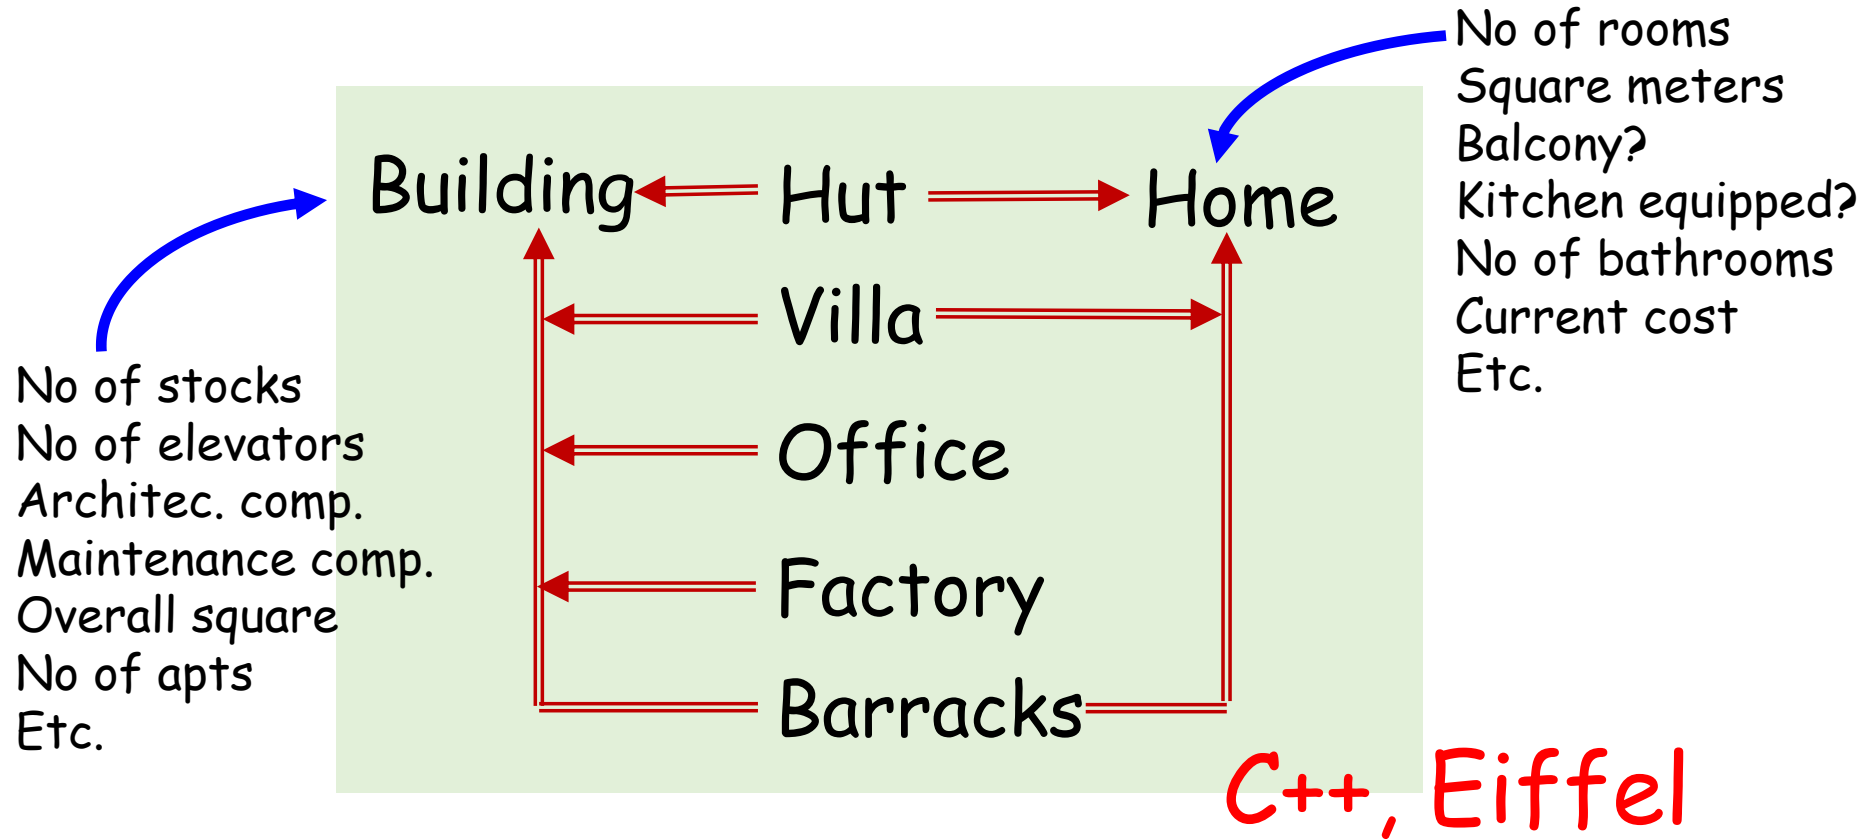 No of rooms
Square meters
Balcony?
Kitchen equipped?
No of bathrooms
Current cost
Etc.
Building
Hut
Home
Villa
Office
Factory
Barracks
No of stocks
No of elevators
Architec. comp.
Maintenance comp.
Overall square
No of apts
Etc.
C++, Eiffel